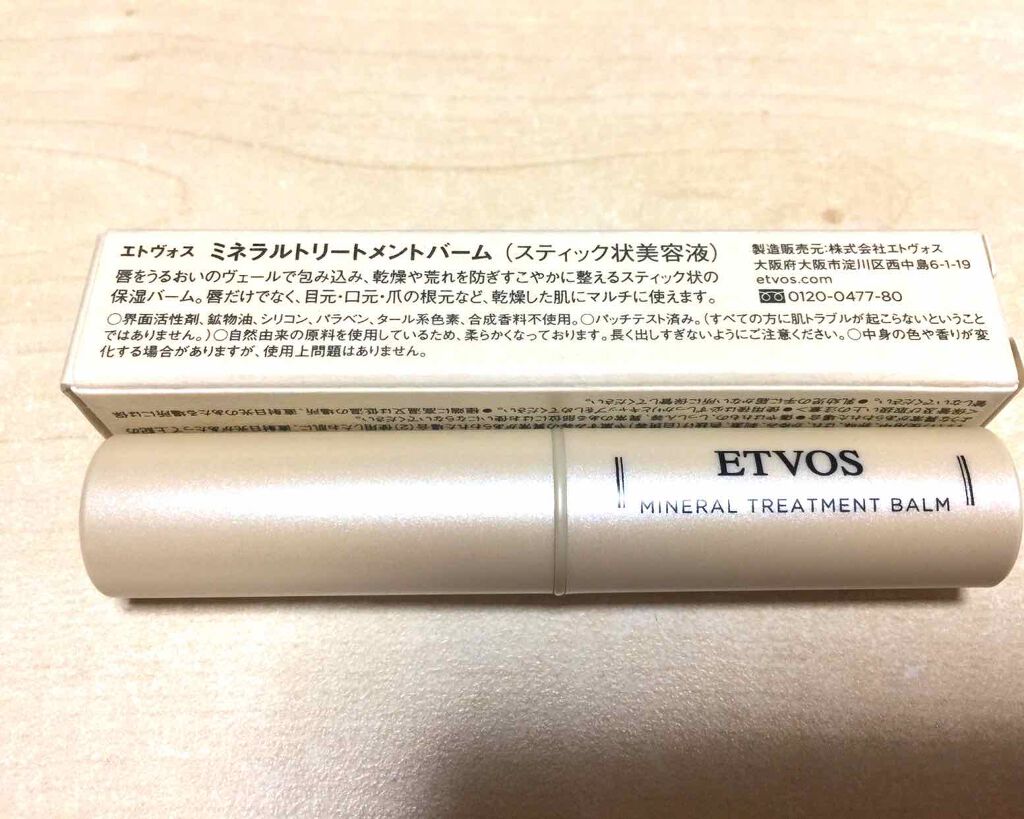 エトヴォス ミネラルトリートメントバーム (スティック状美容液)
唇をうるおいのヴェールで包み込み、乾燥や荒れを防ぎすこやかに整えるスティック状の
保湿バーム。唇だけでなく、目元・口元・爪の根元など、乾燥した肌にマルチに使えます。
○界面活性剤、鉱物油、シリコン、パラベン、タール系色素、合成香料不使用。○パッチテスト済み。(すべての方に肌トラブルが起こらないということ
ではありません。)○自然由来の原料を使用しているため、柔らかくなっております。長く出しすぎないようにご注意ください。○中身の色や香りが変
化する場合がありますが、使用上問題はありません。
製造販売元:株式会社エトヴォス
大阪府大阪市淀川区西中島6-1-19
etvos.com
0120-0477-80
ETVOS
MINERAL TREATMENT BALM